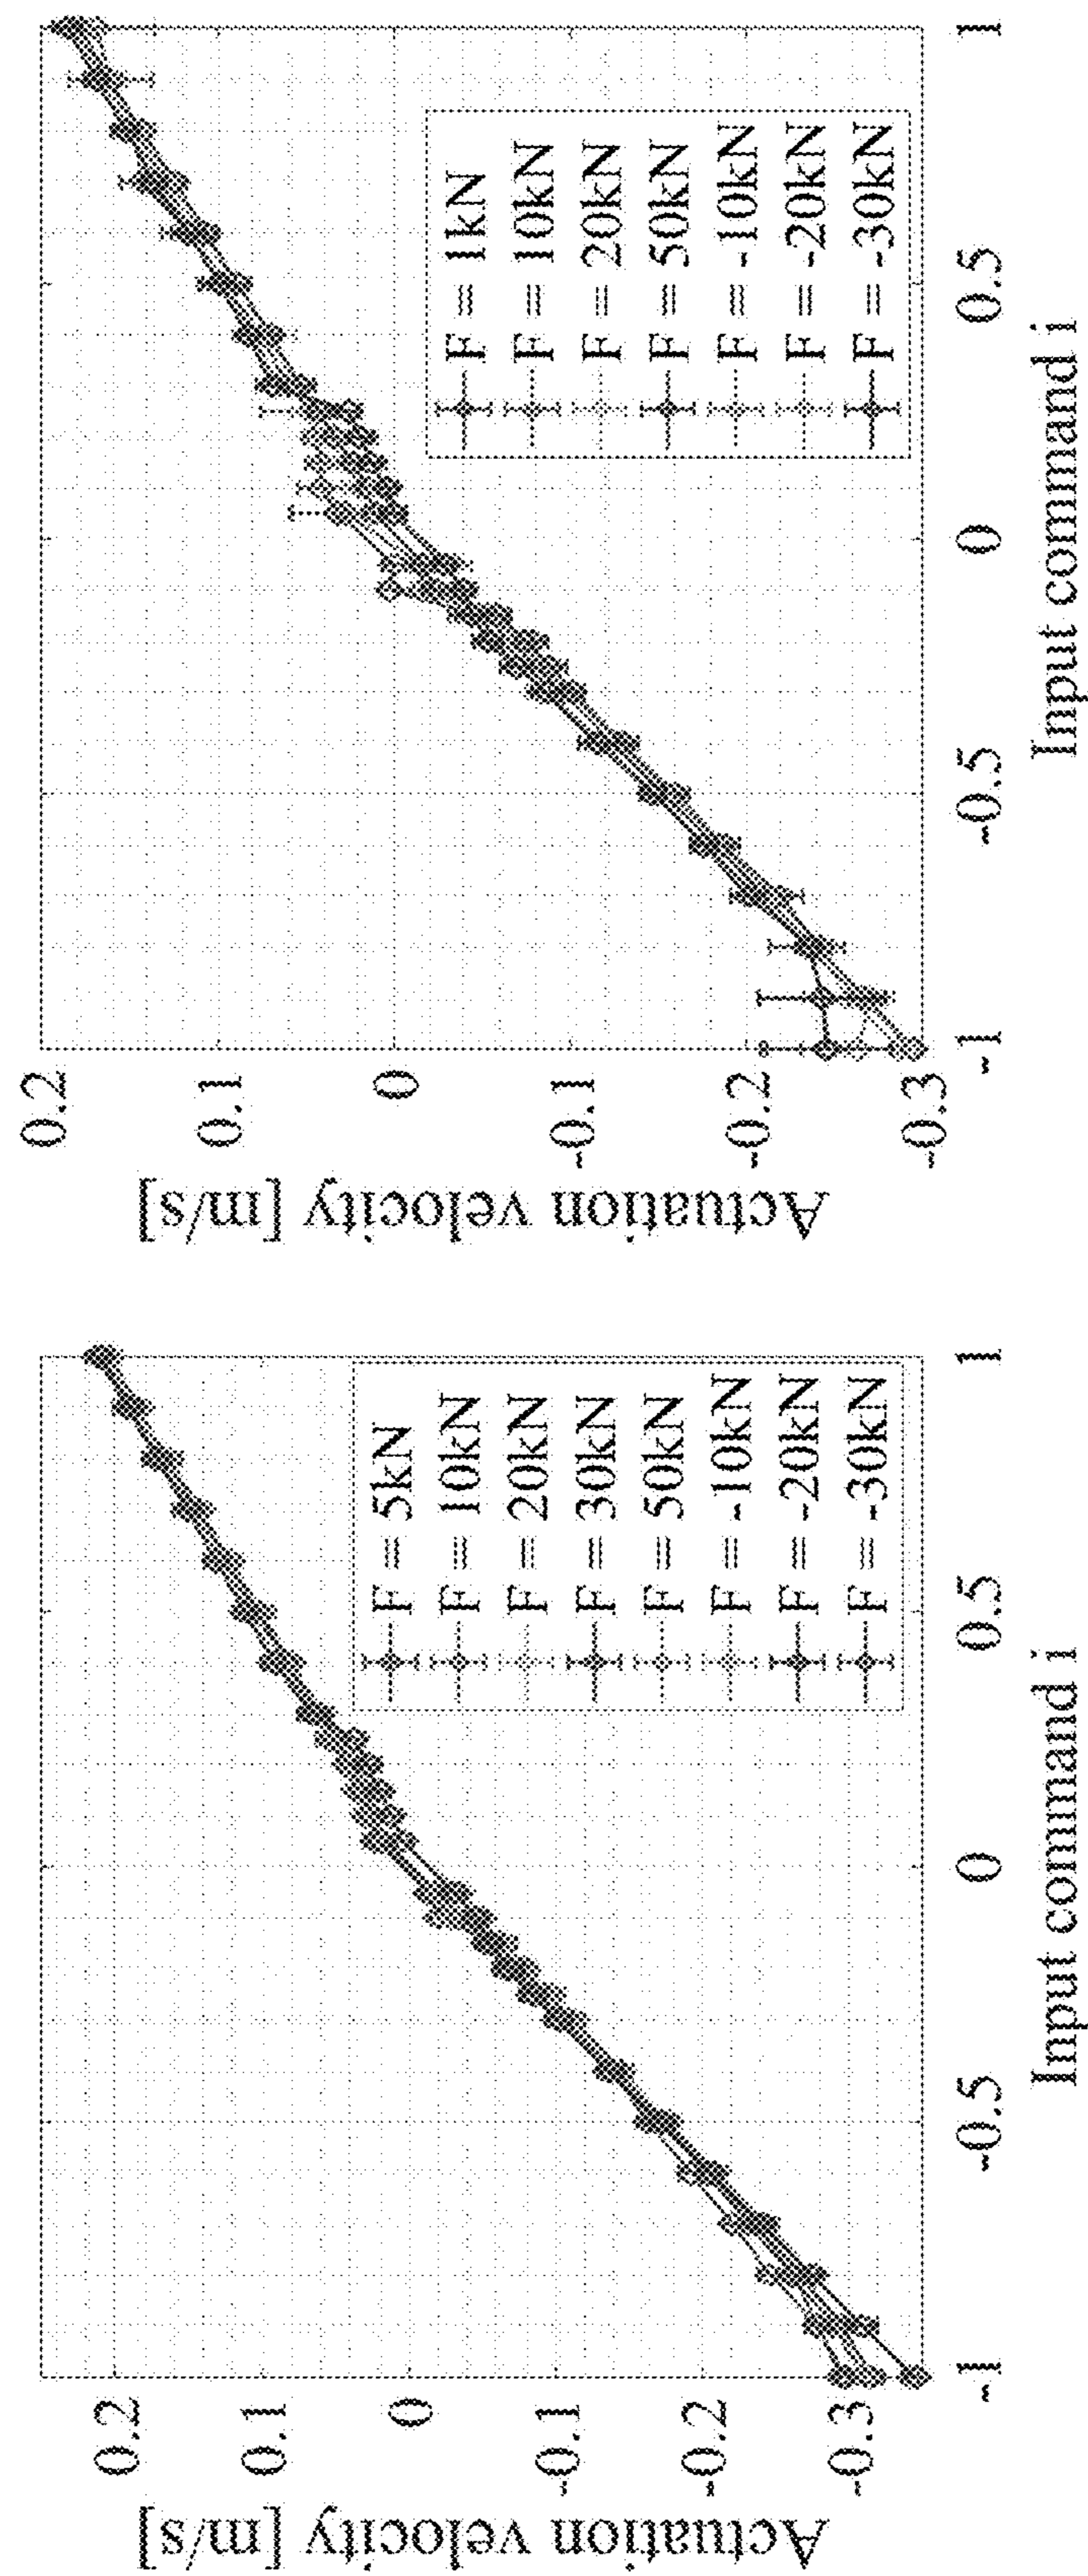 Actuation velocity [m/s]
0.2
0.1
0
-0.1
-0.2
-0.3
-1
-0.5
0
0.5
1
Input command i
F = 5kN
F = 10kN
F = 20kN
F = 30kN
F = 50kN
F = -10kN
F = -20kN
F = -30kN
Actuation velocity [m/s]
0.2
0.1
0
-0.1
-0.2
-0.3
-1
-0.5
0
0.5
1
Input command i
F = 1kN
F = 10kN
F = 20kN
F = 50kN
F = -10kN
F = -20kN
F = -30kN